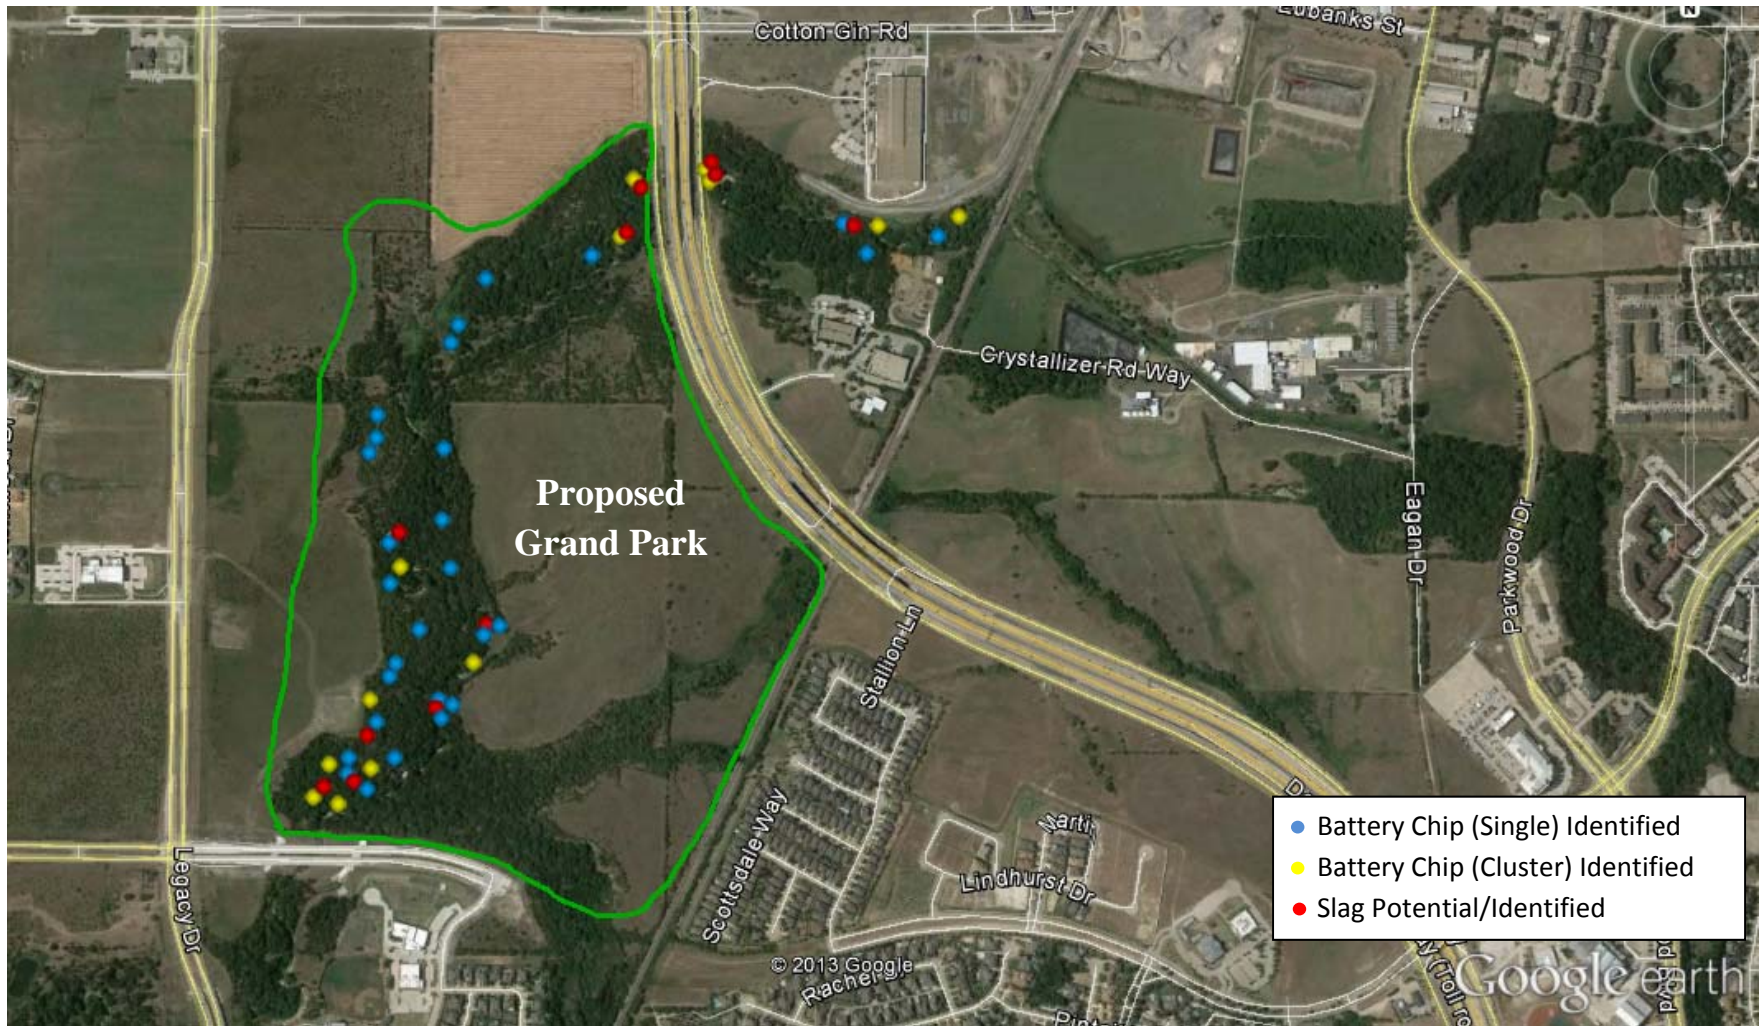 Cotton Gin Rd
Eubanks St
N
Crystallizer Rd Way
Proposed
Grand Park
Eagan Dr
Parkwood Dr
Stallion Ln
Scottsdale Way
Legacy Dr
Lindhurst Dr
Battery Chip (Single) Identified
Battery Chip (Cluster) Identified
Slag Potential/Identified
© 2013 Google
Google earth